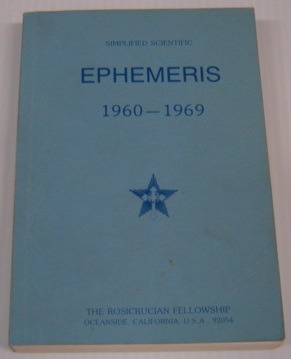 SIMPLIFIED SCIENTIFIC
EPHEMERIS
1960—1969
THE ROSICRUCIAN FELLOWSHIP
OCEANSIDE, CALIFORNIA, U.S.A., 92054